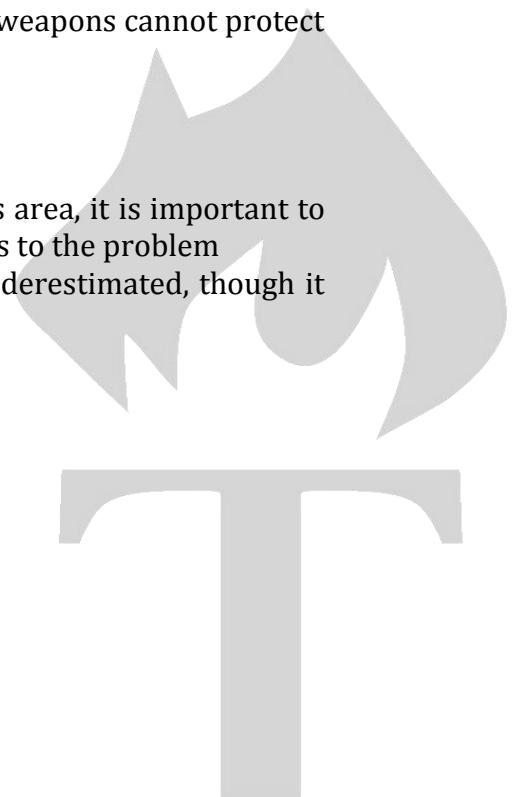 weapons cannot protect
s area, it is important to
s to the problem
derestimated, though it
T